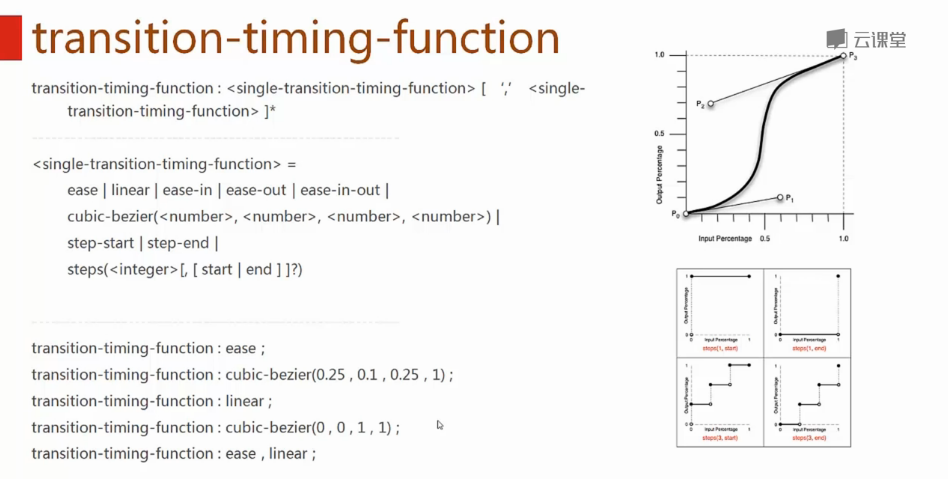 transition-timing-function
云课堂
transition-timing-function : <single-transition-timing-function> [ ‘,’ <single-
transition-timing-function> ]*
<single-transition-timing-function> =
ease | linear | ease-in | ease-out | ease-in-out |
cubic-bezier(<number>, <number>, <number>, <number>) |
step-start | step-end |
steps(<integer>[, [ start | end ] ]?)
transition-timing-function : ease ;
transition-timing-function : cubic-bezier(0.25 , 0.1 , 0.25 , 1) ;
transition-timing-function : linear ;
transition-timing-function : cubic-bezier(0 , 0 , 1 , 1) ;
transition-timing-function : ease , linear ;
1.0
P3
P2
0.5
Output Percentage
P1
P0
Input Percentage 0.5 1.0
1
Output Percentage
0
0 Input Percentage 1
steps(1, start)
1
Output Percentage
0
0 Input Percentage 1
steps(1, end)
1
Output Percentage
0
0 Input Percentage 1
steps(3, start)
1
Output Percentage
0
0 Input Percentage 1
steps(3, end)